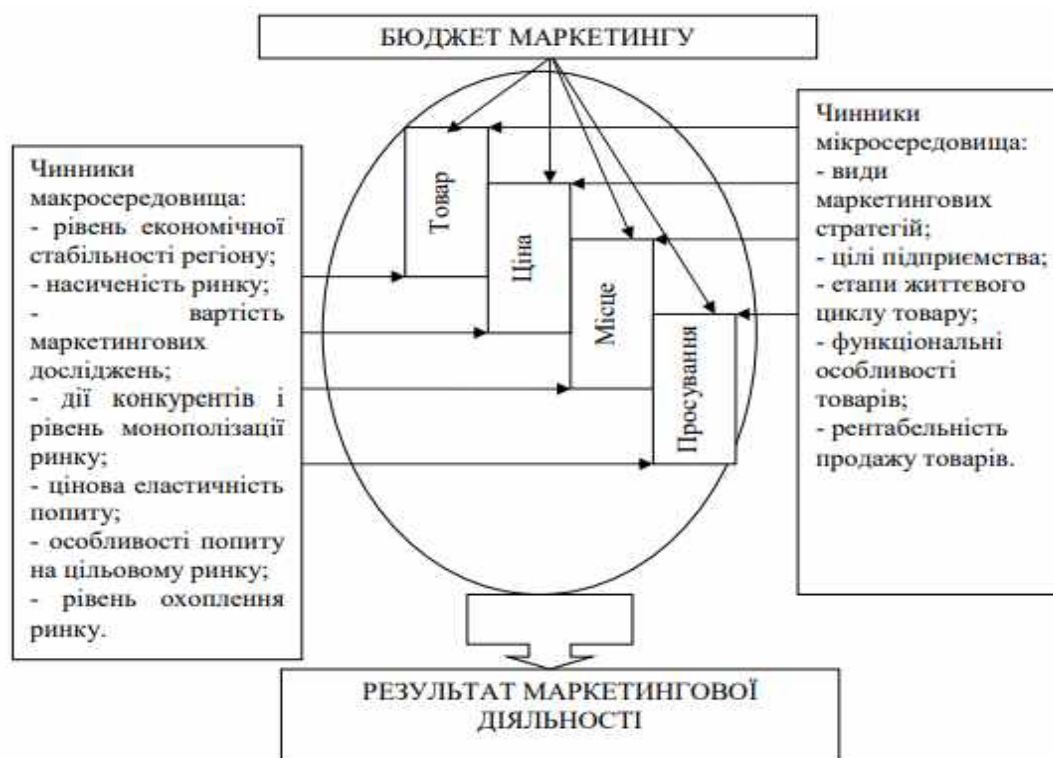 БЮДЖЕТ МАРКЕТИНГУ
Чинники
макросередовища:
- рівень економічної
стабільності регіону;
- насиченість ринку;
- вартість
маркетингових
досліджень;
- дії конкурентів і
рівень монополізації
ринку;
- цінова еластичність
попиту;
- особливості попиту
на цільовому ринку;
- рівень охоплення
ринку.
Товар
Ціна
Місце
Просування
Чинники
мікросередовища:
- види
маркетингових
стратегій;
- цілі підприємства;
- етапи життєвого
циклу товару;
- функціональні
особливості
товарів;
- рентабельність
продажу товарів.
РЕЗУЛЬТАТ МАРКЕТИНГОВОЇ
ДІЯЛЬНОСТІ